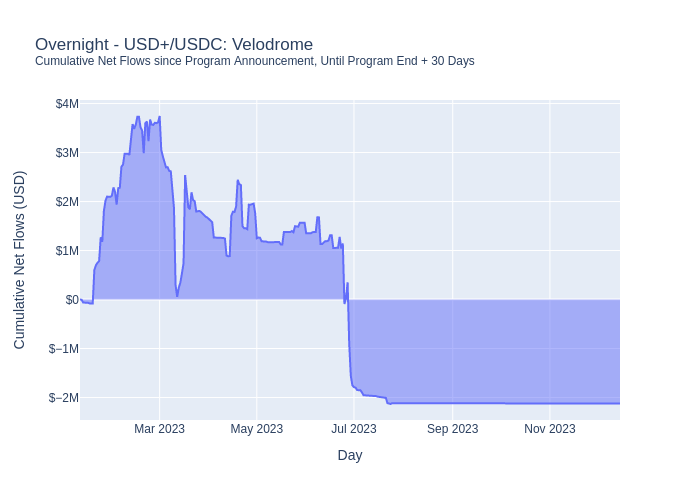 Overnight - USD+/USDC: Velodrome
Cumulative Net Flows since Program Announcement, Until Program End + 30 Days
Cumulative Net Flows (USD)
$4M
$3M
$2M
$1M
$0
$−1M
$−2M
Mar 2023 May 2023 Jul 2023 Sep 2023 Nov 2023
Day